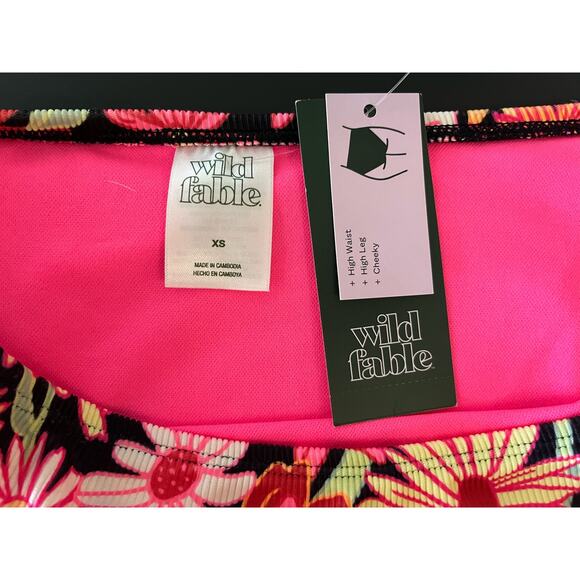 wild
fable.
XS
MADE IN CAMBODIA
HECHO EN CAMBOYA
+ High Waist
+ High Leg
+ Cheeky
wild
fable